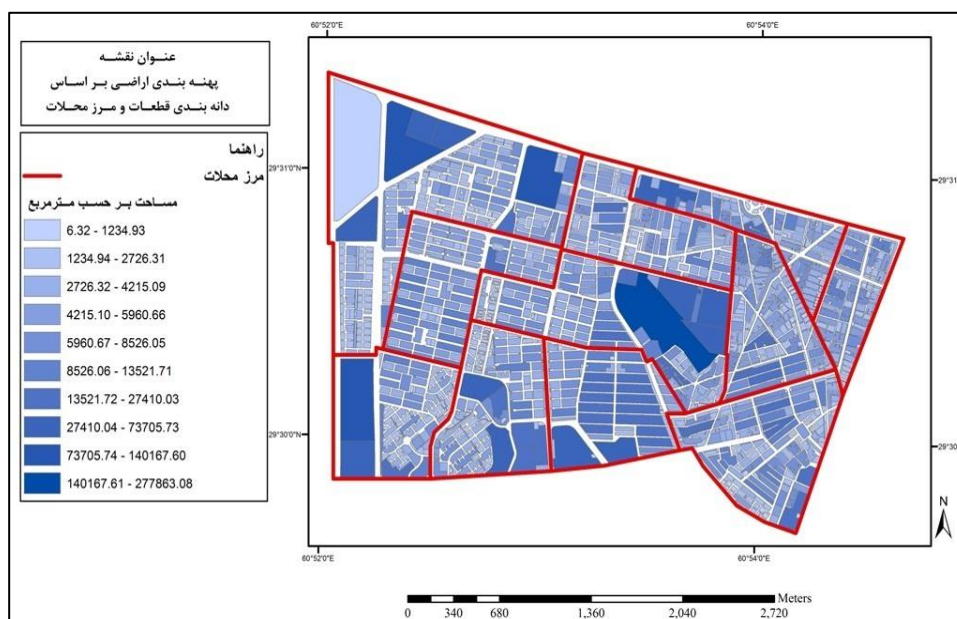 عنوان نقشه
پهنه بندی اراضی بر اساس
دانه بندی قطعات و مرز محلات
راهنما
مرز محلات
مساحت بر حسب مترمربع
6.32 - 1234.93
1234.94 - 2726.31
2726.32 - 4215.09
4215.10 - 5960.66
5960.67 - 8526.05
8526.06 - 13521.71
13521.72 - 27410.03
27410.04 - 73705.73
73705.74 - 140167.60
140167.61 - 277863.08
60°52'0"E
60°54'0"E
29°31'0"N
29°31
29°30'0"N
29°30
60°52'0"E
60°54'0"E
N
Meters
0 340 680 1,360 2,040 2,720